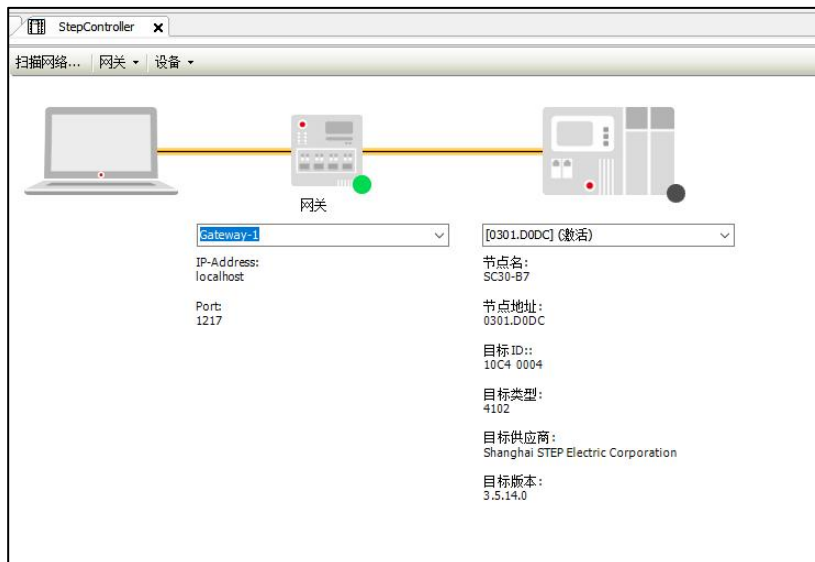 StepController
扫描网络... 网关 设备
网关
Gateway-1
IP-Address:
localhost
Port:
1217
[0301.D0DC] (激活)
节点名:
SC30-B7
节点地址:
0301.D0DC
目标ID::
10C4 0004
目标类型:
4102
目标供应商:
Shanghai STEP Electric Corporation
目标版本:
3.5.14.0